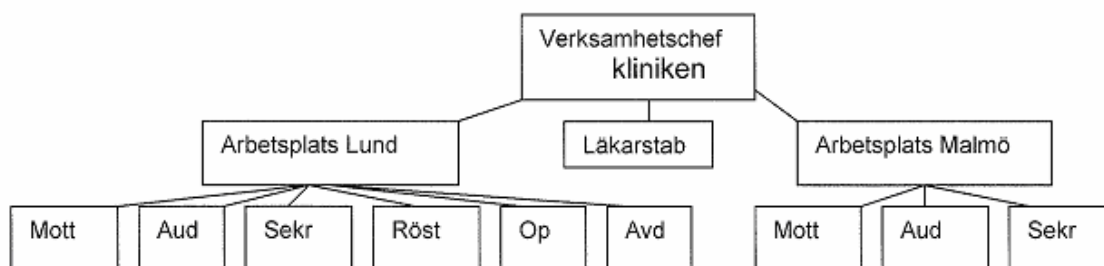 Verksamhetschef
kliniken
Arbetsplats Lund
Läkarstab
Arbetsplats Malmö
Mott
Aud
Sekr
Röst
Op
Avd
Mott
Aud
Sekr